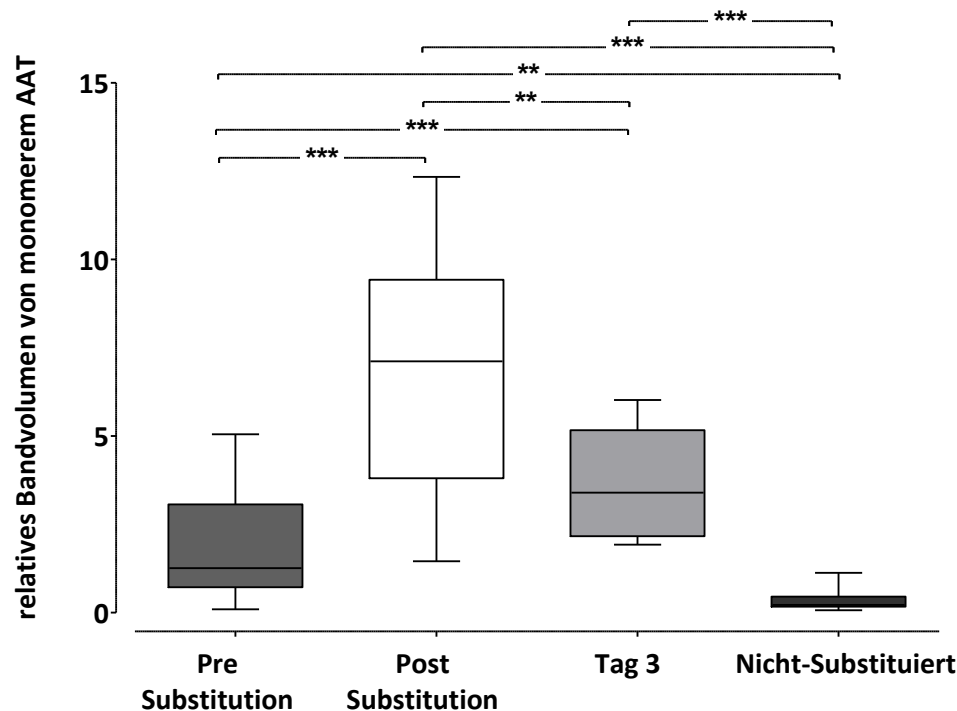 ***
***
**
**
***
***
relatives Bandvolumen von monomerem AAT
15
10
5
0
Pre
Substitution
Post
Substitution
Tag 3
Nicht-Substituiert